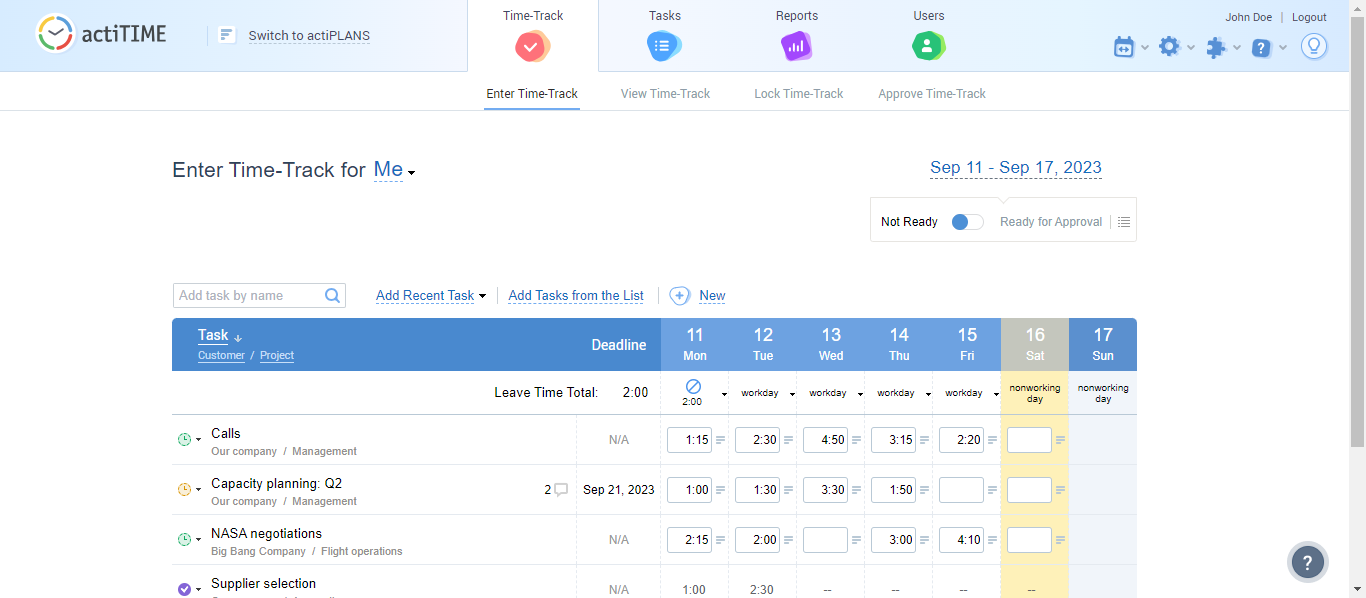 actiTIME
Switch to actiPLANS
Time-Track
Tasks
Reports
Users
John Doe | Logout
Enter Time-Track
View Time-Track
Lock Time-Track
Approve Time-Track
Enter Time-Track for Me
Sep 11 - Sep 17, 2023
Not Ready
Ready for Approval
Add task by name
Add Recent Task
Add Tasks from the List
New
Task ↓
Customer / Project
Deadline
11 12 13 14 15 16 17
Mon Tue Wed Thu Fri Sat Sun
Leave Time Total: 2:00
2:00 workday workday workday workday nonworking day nonworking day
Calls
Our company / Management
N/A 1:15 2:30 4:50 3:15 2:20
Capacity planning: Q2
Our company / Management
2 Sep 21, 2023 1:00 1:30 3:30 1:50
NASA negotiations
Big Bang Company / Flight operations
N/A 2:15 2:00 3:00 4:10
Supplier selection
N/A 1:00 2:30 -- -- -- --
?